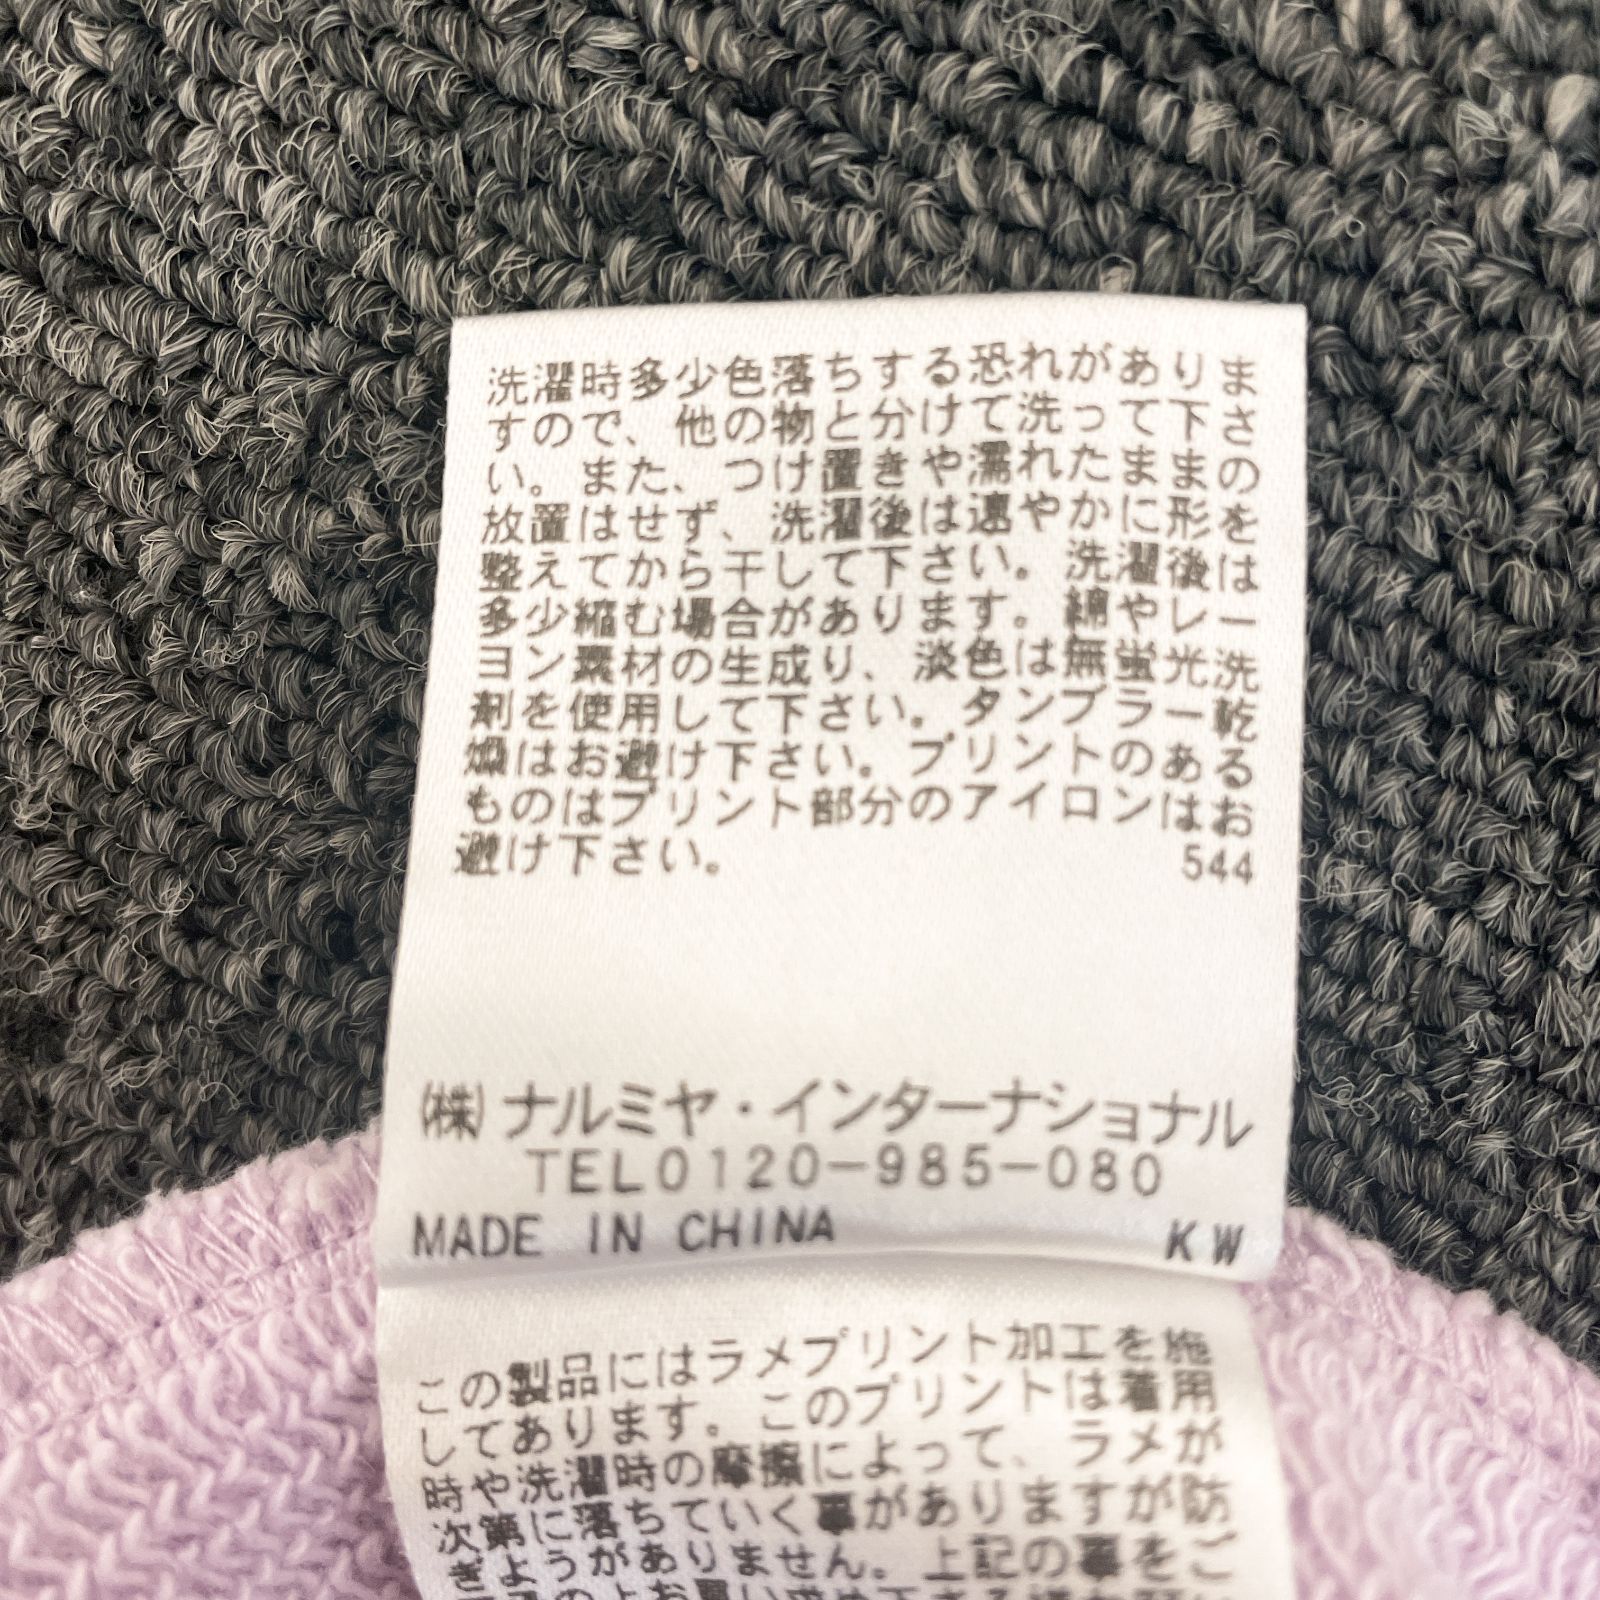 洗濯時多少色落ちする恐れがありま
すので、他の物と分けて洗って下さ
い。また、つけ置きや濡れたままの
放置はせず、洗濯後は速やかに形を
整えてから干して下さい。洗濯後は
多少縮む場合があります。綿やレー
ヨン素材の生成り、淡色は無蛍光洗
剤を使用して下さい。タンブラー乾
燥はお避け下さい。プリントのある
ものはプリント部分のアイロンはお
避け下さい。 544
㈱ナルミヤ・インターナショナル
TEL0120-985-080
MADE IN CHINA KW
この製品にはラメプリント加工を施
してあります。このプリントは着用
時や洗濯時の摩擦によって、ラメが
次第に落ちていく事がありますが防
ぎようがありません。上記の事をご